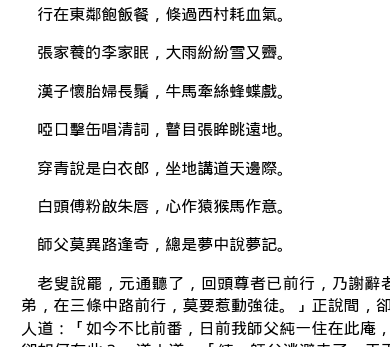 行在東鄰飽飯餐，倏過西村耗血氣。
張家養的李家眠，大雨紛紛雪又霽。
漢子懷胎婦長鬚，牛馬牽絲蜂蝶戲。
啞口擊缶唱清詞，瞽目張眸眺遠地。
穿青說是白衣郎，坐地講道天邊際。
白頭傅粉啟朱唇，心作猿猴馬作意。
師父莫異路逢奇，總是夢中說夢記。
老叟說罷，元通聽了，回頭尊者已前行，乃謝辭老
弟，在三條中路前行，莫要惹動強徒。」正說間，卻
人道：「如今不比前番，日前我師父純一住在此庵，